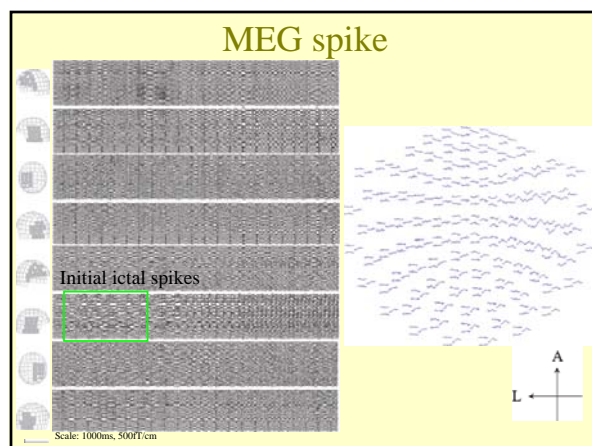 MEG spike
Initial ictal spikes
A
L
Scale: 1000ms, 500fT/cm